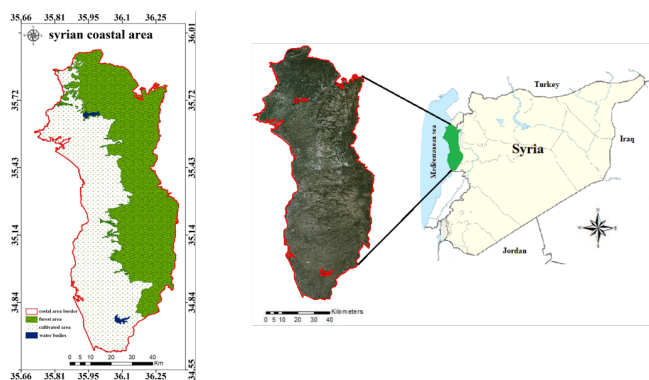 35.66 35.81 35.95 36.1 36.25
syrian coastal area
36.01
35.72
35.43
35.14
34.84
34.55
35.72
35.43
35.14
34.84
costal area border
forest area
cultivated area
water bodies
0 5 10 20 30 40
Km
35.66 35.81 35.95 36.1 36.25
Turkey
Mediterranean sea
Syria
Iraq
Jordan
0 5 10 20 30 40
Kilometers